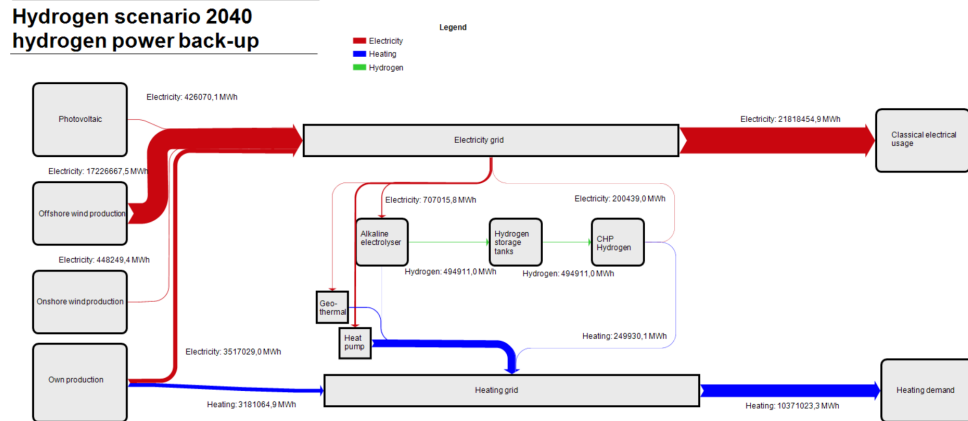 Hydrogen scenario 2040
hydrogen power back-up
Legend
Electricity
Heating
Hydrogen
Photovoltaic
Electricity: 426070,1 MWh
Electricity: 17226667,5 MWh
Offshore wind production
Electricity: 448249,4 MWh
Onshore wind production
Electricity: 3517029,0 MWh
Own production
Heating: 3181064,9 MWh
Electricity grid
Electricity: 21818454,9 MWh
Classical electrical
usage
Electricity: 707015,8 MWh
Electricity: 200439,0 MWh
Alkaline
electrolyser
Hydrogen
storage
tanks
CHP
Hydrogen
Hydrogen: 494911,0 MWh
Hydrogen: 494911,0 MWh
Geo-
thermal
Heat
pump
Heating: 249930,1 MWh
Heating grid
Heating: 10371023,3 MWh
Heating demand